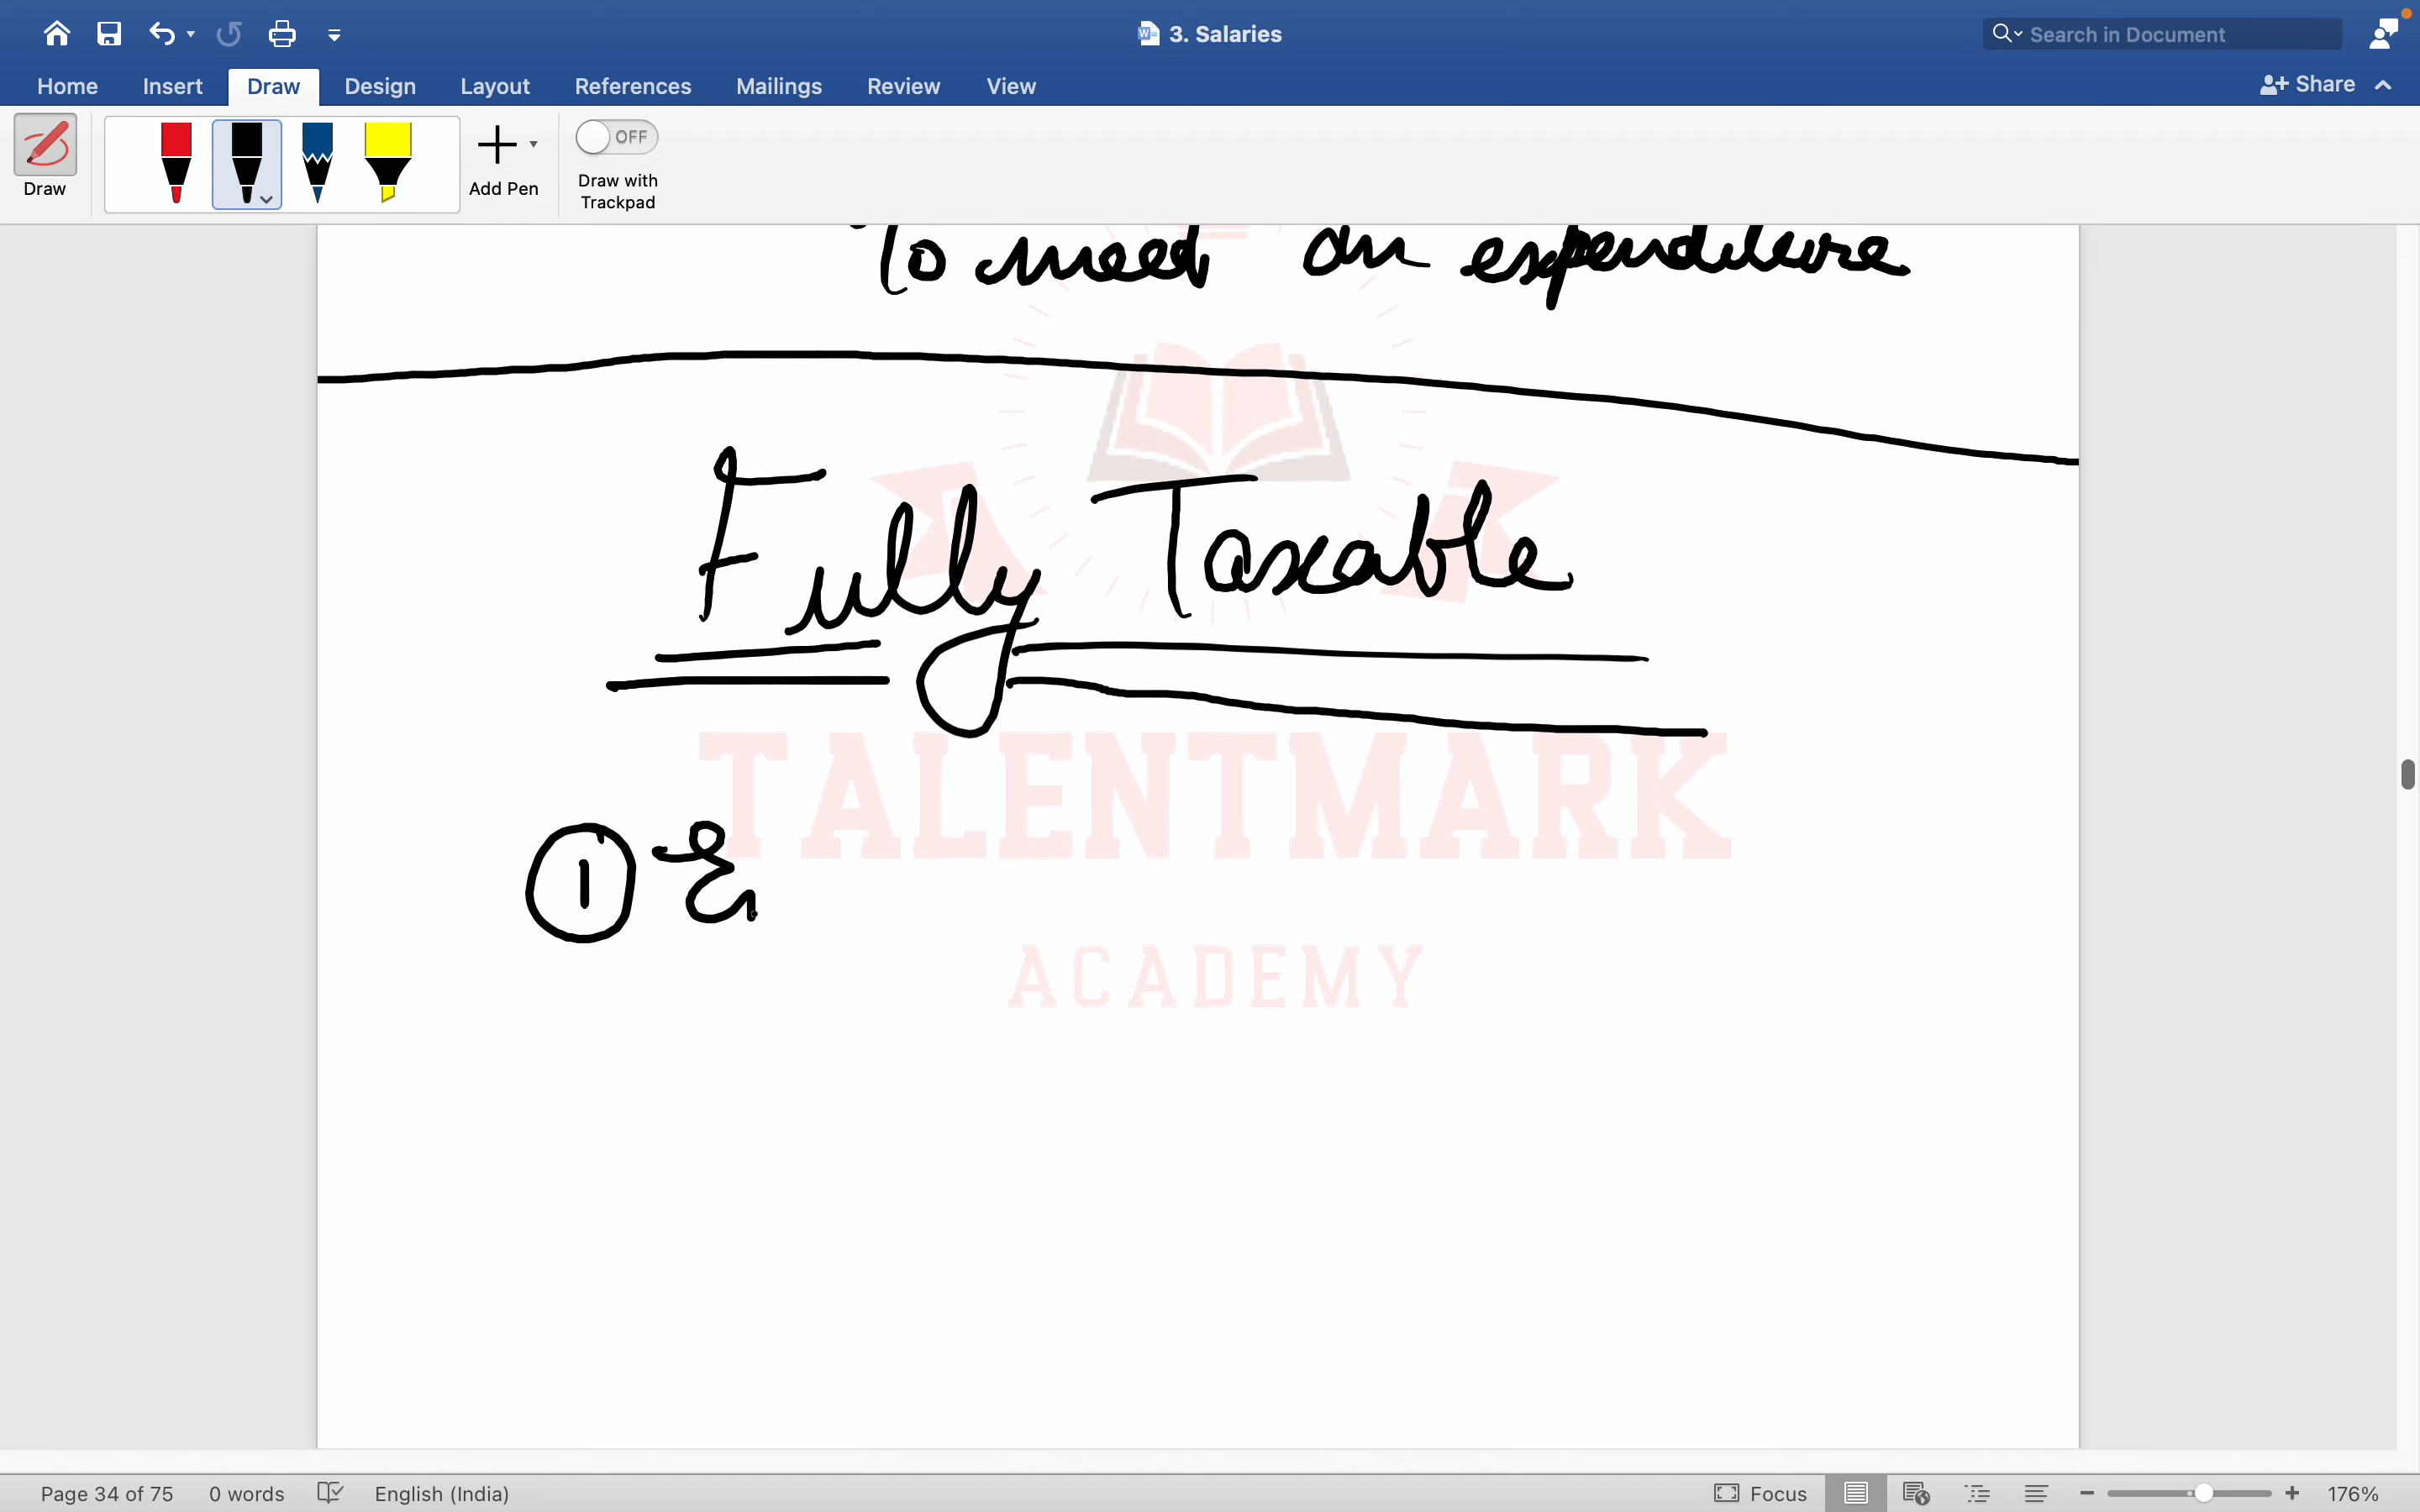 3. Salaries
Search in Document
Home Insert Draw Design Layout References Mailings Review View
Share
Draw
Add Pen
OFF
Draw with
Trackpad
To meet an expenditure
Fully Taxable
TALENTMARK
① En
ACADEMY
Page 34 of 75 0 words English (India)
Focus
176%